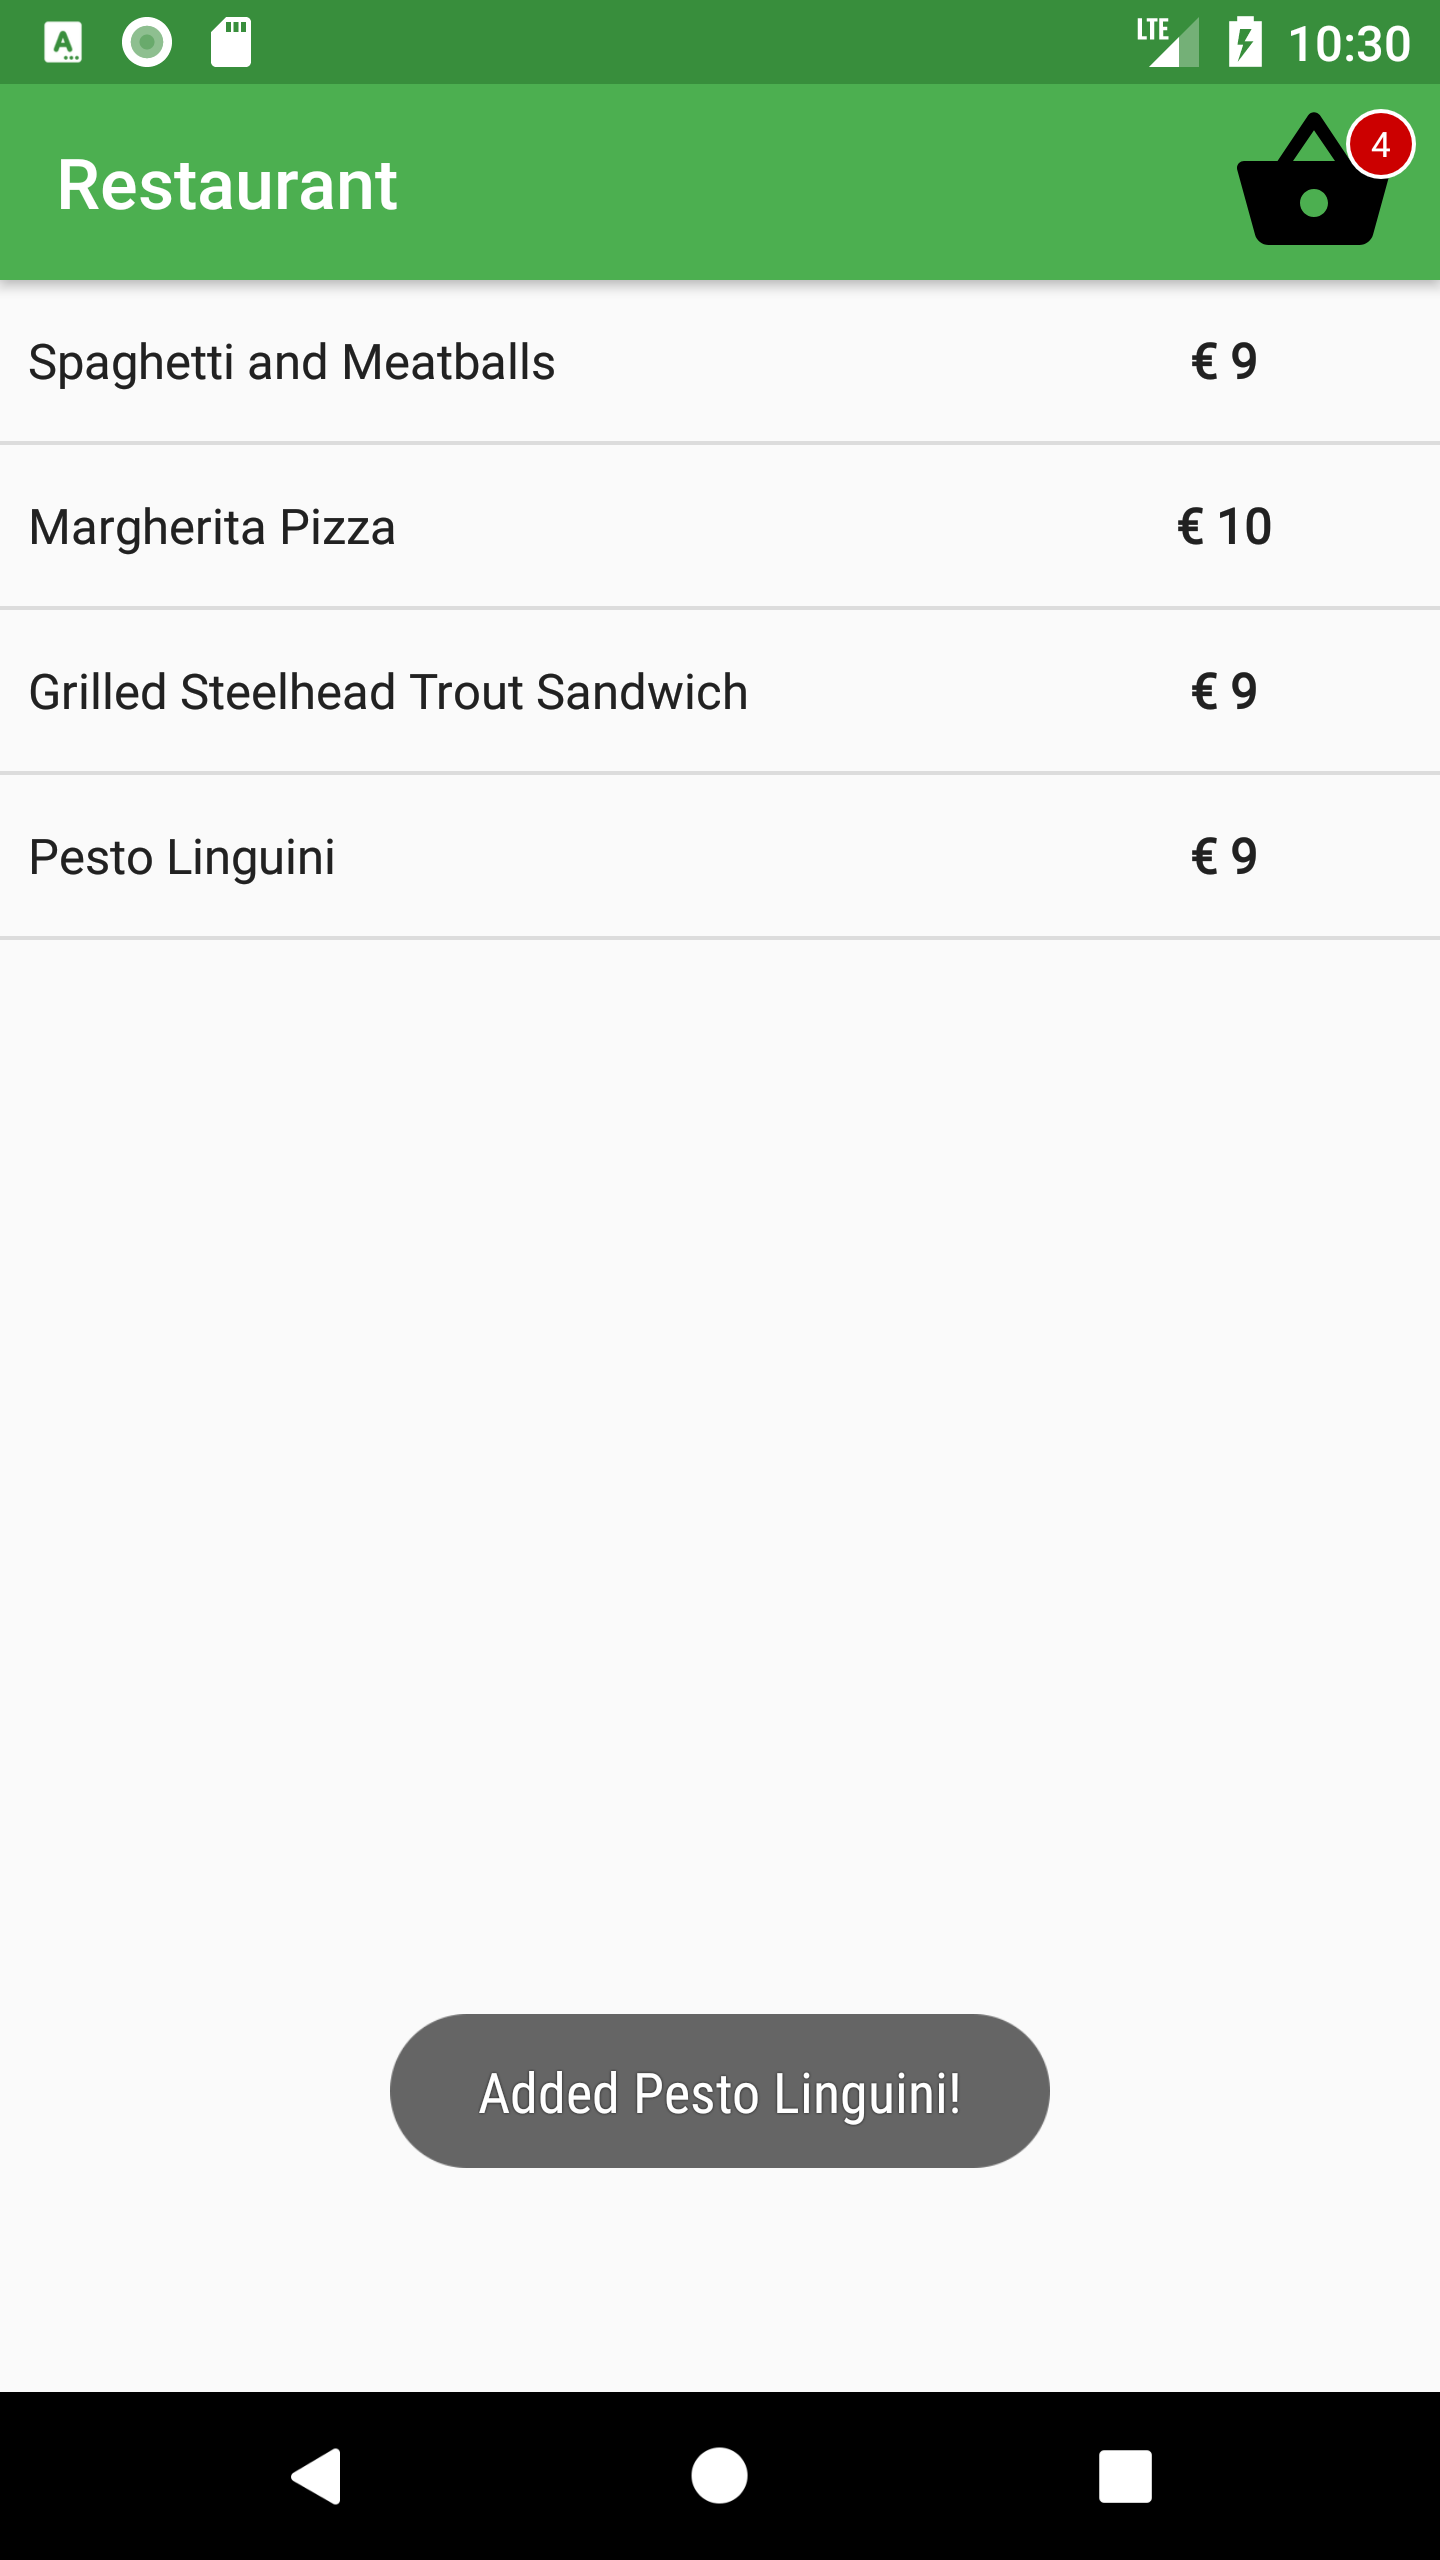 A
LTE 10:30
Restaurant 4
Spaghetti and Meatballs € 9
Margherita Pizza € 10
Grilled Steelhead Trout Sandwich € 9
Pesto Linguini € 9
Added Pesto Linguini!